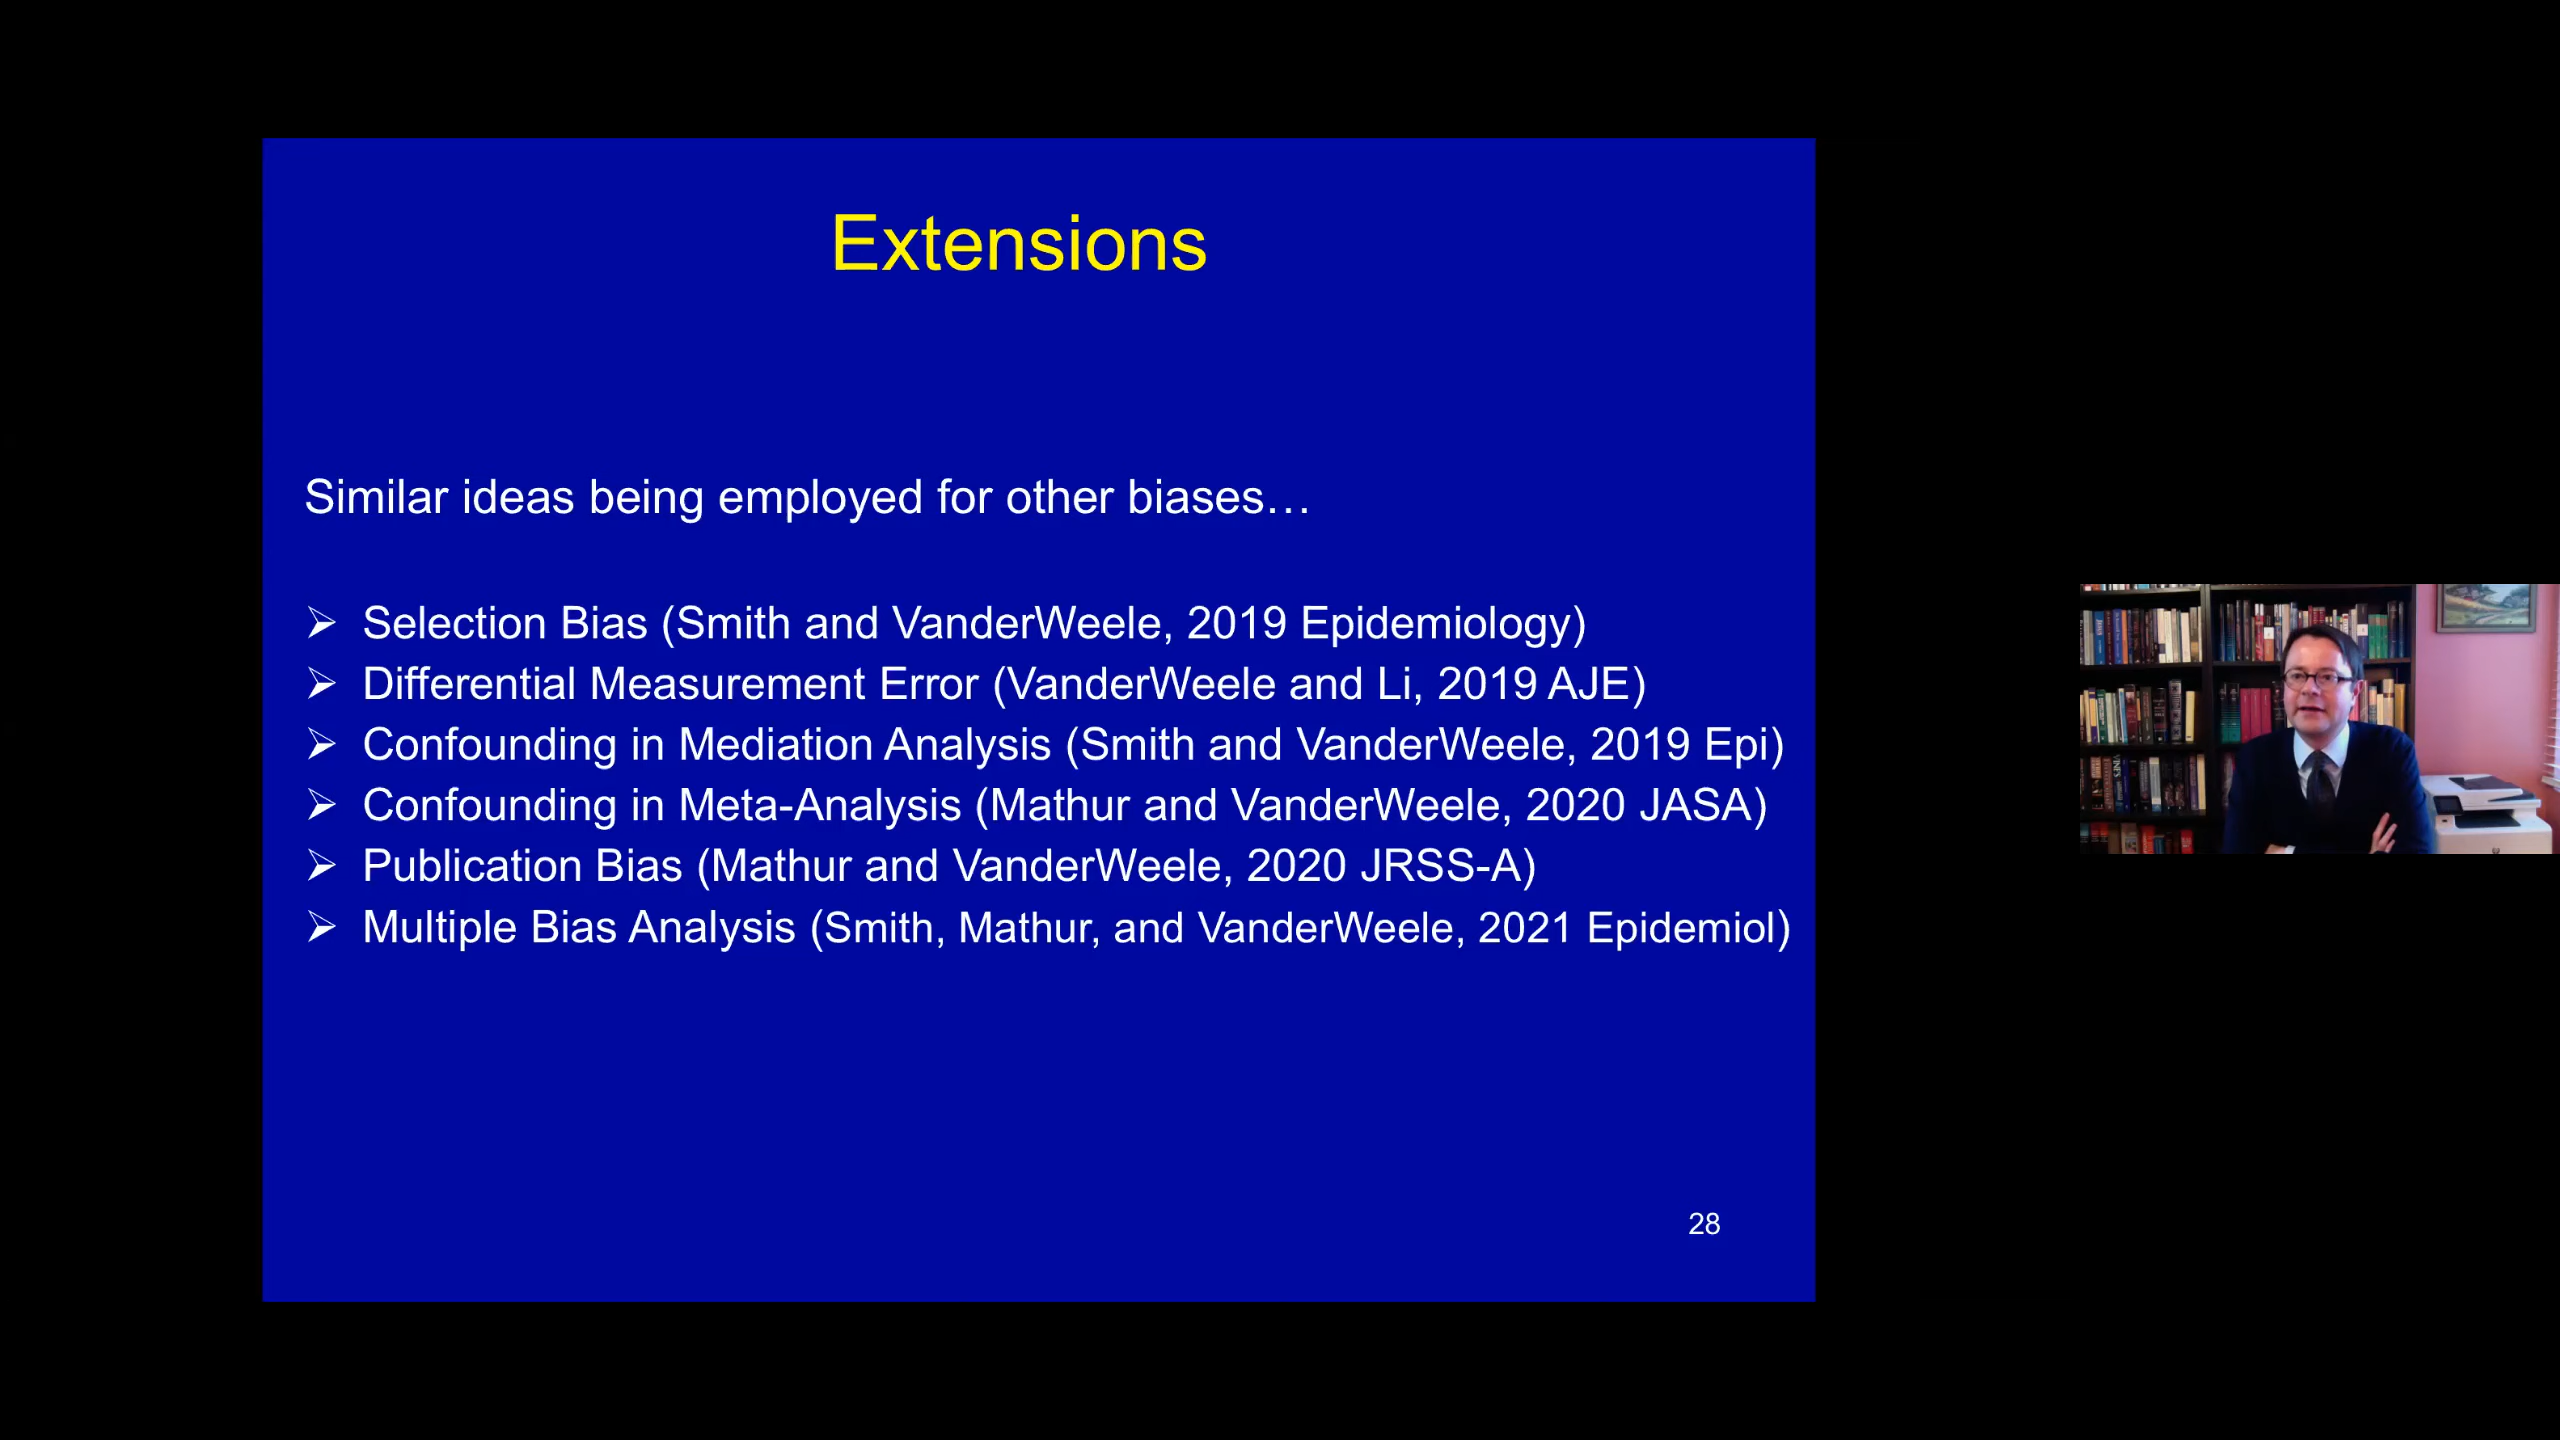 Extensions
Similar ideas being employed for other biases…
➢ Selection Bias (Smith and VanderWeele, 2019 Epidemiology)
➢ Differential Measurement Error (VanderWeele and Li, 2019 AJE)
➢ Confounding in Mediation Analysis (Smith and VanderWeele, 2019 Epi)
➢ Confounding in Meta-Analysis (Mathur and VanderWeele, 2020 JASA)
➢ Publication Bias (Mathur and VanderWeele, 2020 JRSS-A)
➢ Multiple Bias Analysis (Smith, Mathur, and VanderWeele, 2021 Epidemiol)
28